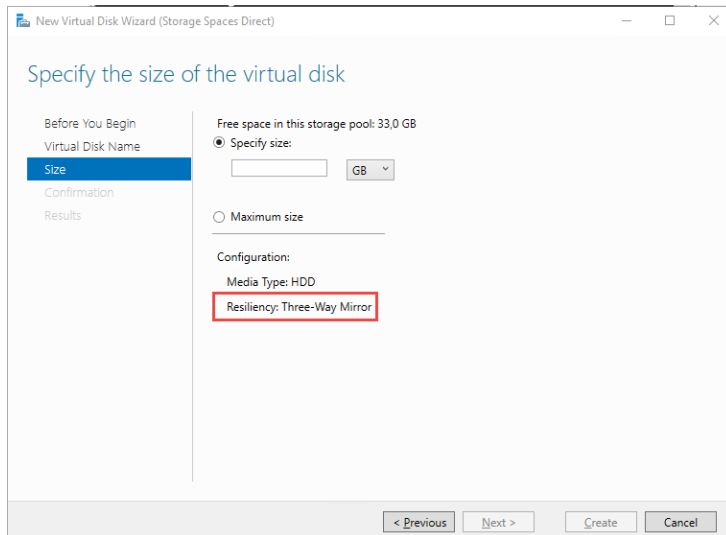 New Virtual Disk Wizard (Storage Spaces Direct)
Specify the size of the virtual disk
Before You Begin
Virtual Disk Name
Size
Confirmation
Results
Free space in this storage pool: 33,0 GB
Specify size:
GB
Maximum size
Configuration:
Media Type: HDD
Resiliency: Three-Way Mirror
< Previous
Next >
Create
Cancel